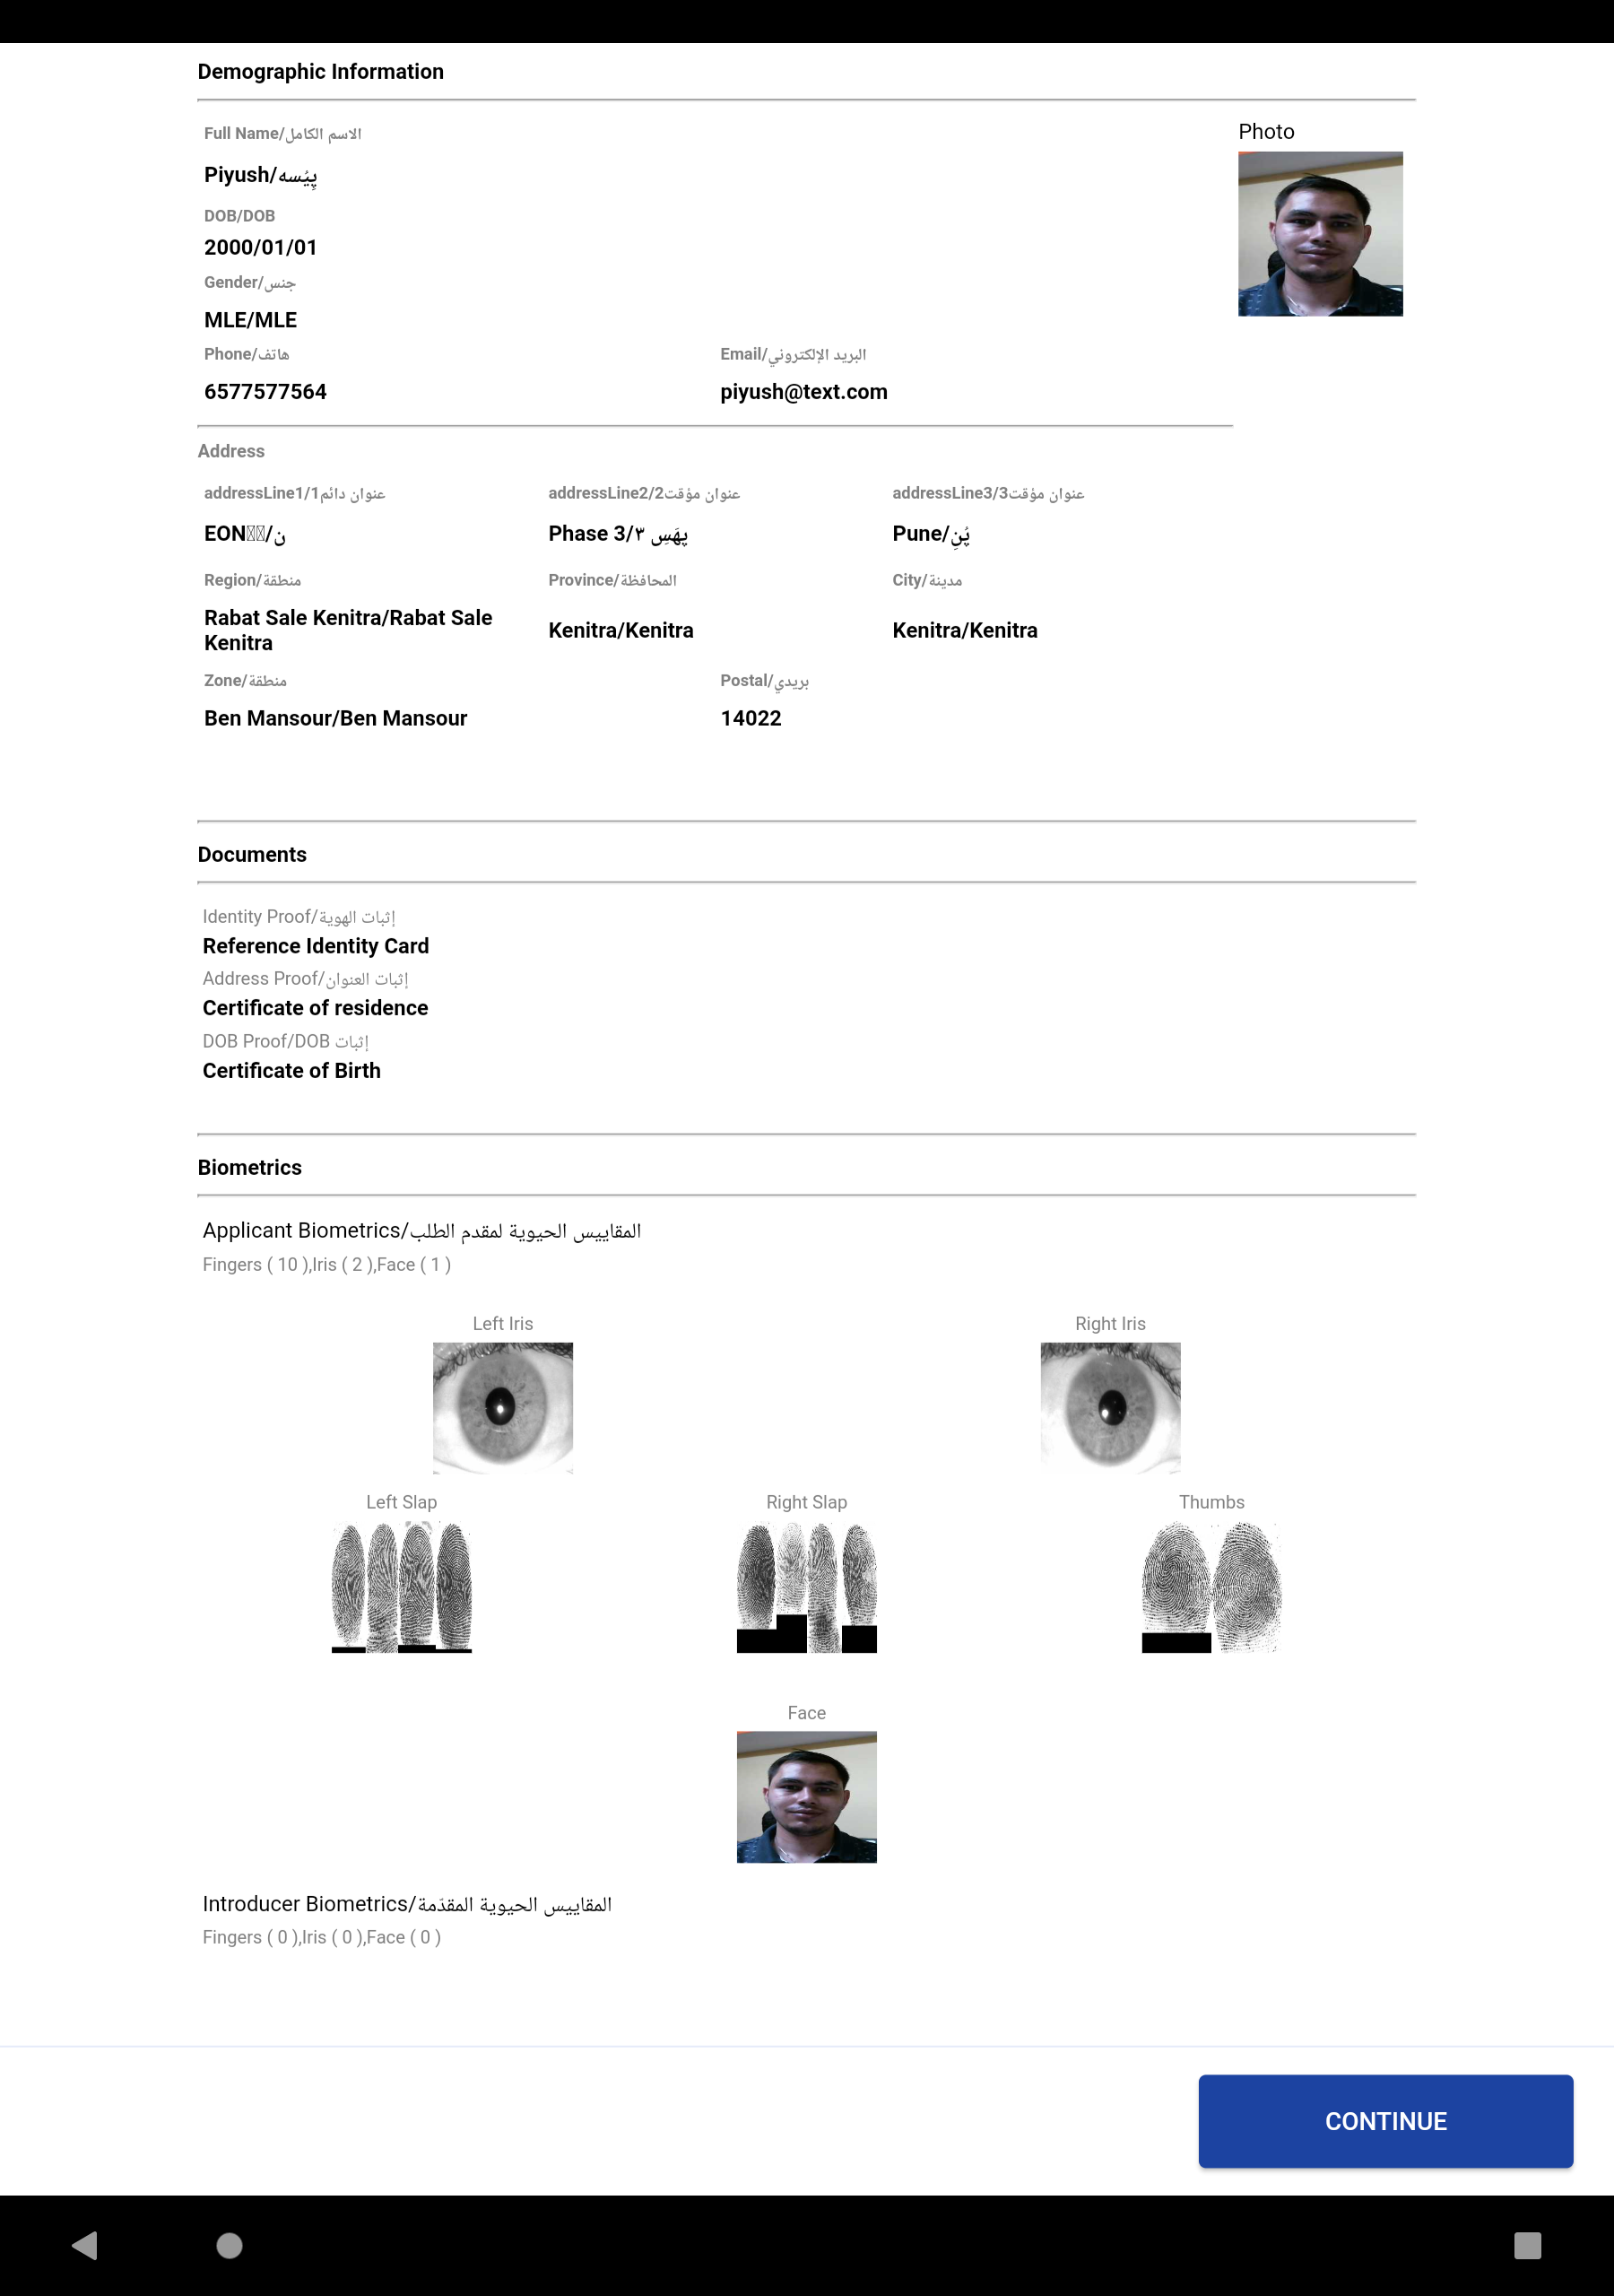 Demographic Information
Full Name/الاسم الكامل
Photo
Piyush/پِيُسه
DOB/DOB
2000/01/01
Gender/جنس
MLE/MLE
Phone/هاتف
Email/البريد الإلكتروني
6577577564
piyush@text.com
Address
addressLine1/1عنوان دائم
addressLine2/2عنوان مؤقت
addressLine3/3عنوان مؤقت
EON/ن
Phase 3/٣ پهَسِ
Pune/پُنِ
Region/منطقة
Province/المحافظة
City/مدينة
Rabat Sale Kenitra/Rabat Sale
Kenitra
Kenitra/Kenitra
Kenitra/Kenitra
Zone/منطقة
Postal/بريدي
Ben Mansour/Ben Mansour
14022
Documents
Identity Proof/إثبات الهوية
Reference Identity Card
Address Proof/إثبات العنوان
Certificate of residence
DOB Proof/DOB إثبات
Certificate of Birth
Biometrics
Applicant Biometrics/المقاييس الحيوية لمقدم الطلب
Fingers ( 10 ),Iris ( 2 ),Face ( 1 )
Left Iris
Right Iris
Left Slap
Right Slap
Thumbs
Face
Introducer Biometrics/المقاييس الحيوية المقدّمة
Fingers ( 0 ),Iris ( 0 ),Face ( 0 )
CONTINUE